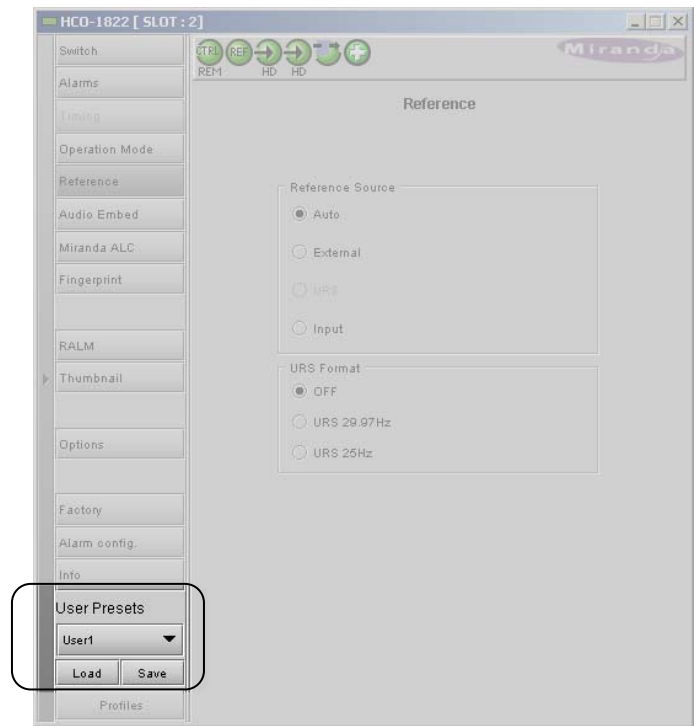 HCO-1822 [ SLOT : 2]
Switch
Alarms
Timing
Operation Mode
Reference
Audio Embed
Miranda ALC
Fingerprint
RALM
Thumbnail
Options
Factory
Alarm config.
Info
User Presets
User1
Load Save
Profiles
CTRL REF
REM HD HD
Miranda
Reference
Reference Source
Auto
External
URS
Input
URS Format
OFF
URS 29.97Hz
URS 25Hz